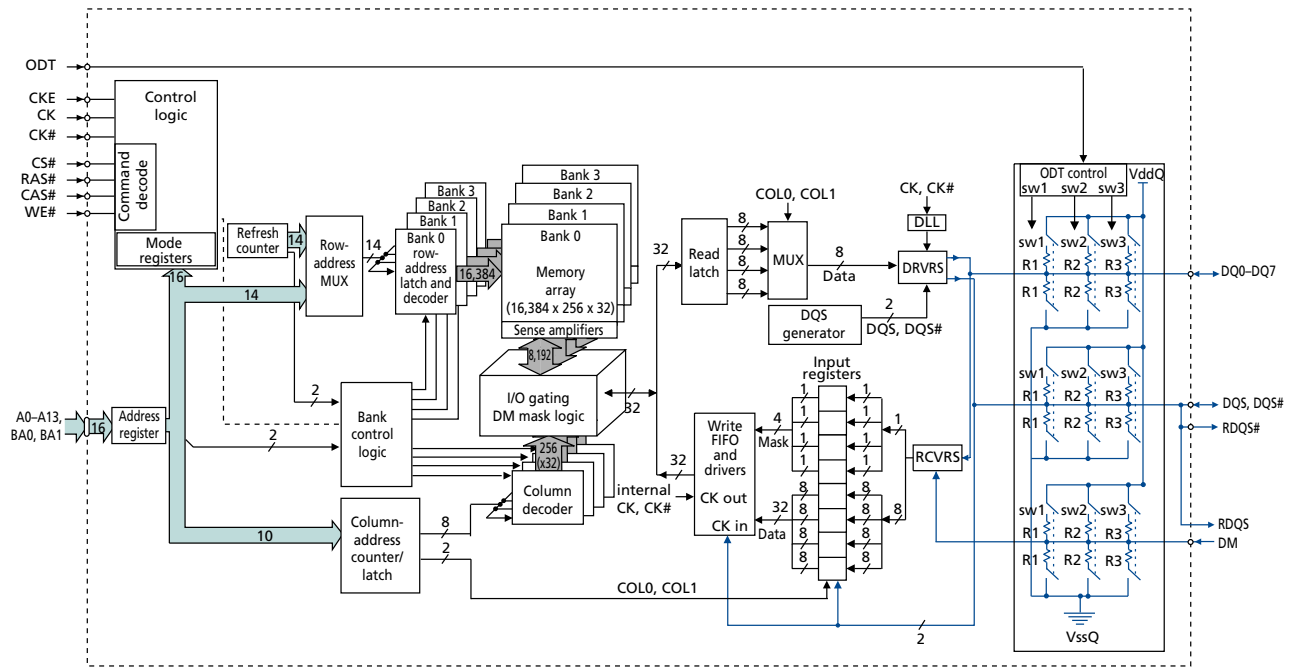 ODT
CKE
CK
CK#
CS#
RAS#
CAS#
WE#
Control
logic
Command
decode
Mode
registers
16
A0–A13,
BA0, BA1
16
Address
register
14
10
2
2
Refresh
counter
14
Row-
address
MUX
14
Bank 3
Bank 2
Bank 1
Bank 0
row-
address
latch and
decoder
16,384
Bank 3
Bank 2
Bank 1
Bank 0
Memory
array
(16,384 x 256 x 32)
Sense amplifiers
8,192
I/O gating
DM mask logic
32
Bank
control
logic
256
(x32)
Column
decoder
Column-
address
counter/
latch
8
2
COL0, COL1
internal
CK, CK#
32
32
Read
latch
8
8
8
8
COL0, COL1
MUX
8
Data
CK, CK#
DLL
DRVRS
DQS
generator
2
DQS, DQS#
Input
registers
1
1
1
1
1
1
1
1
8
8
8
8
8
8
8
8
4
Mask
Write
FIFO
and
drivers
CK out
CK in
32
Data
1
8
RCVRS
2
ODT control
sw1 sw2 sw3
VddQ
sw1 sw2 sw3
R1 R2 R3
R1 R2 R3
sw1 sw2 sw3
R1 R2 R3
R1 R2 R3
sw1 sw2 sw3
R1 R2 R3
R1 R2 R3
VssQ
DQ0–DQ7
DQS, DQS#
RDQS#
RDQS
DM